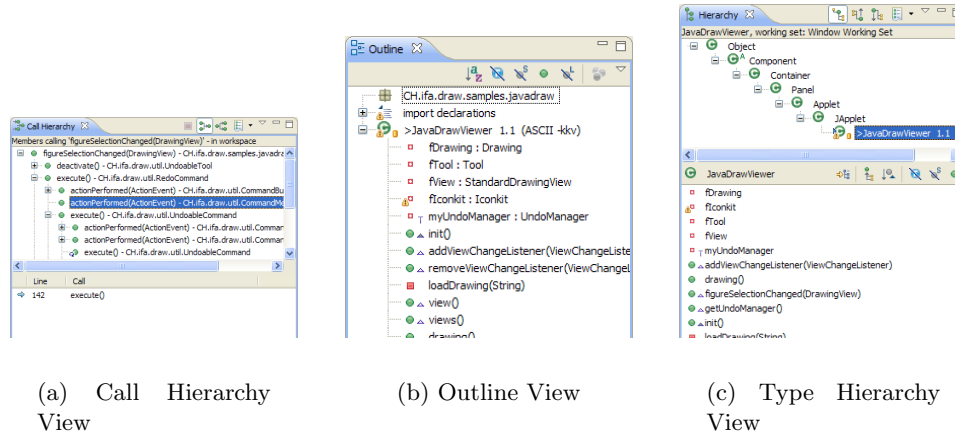 Call Hierarchy
Members calling 'figureSelectionChanged(DrawingView)' - in workspace
figureSelectionChanged(DrawingView) - CH.ifa.draw.samples.javadra
deactivate() - CH.ifa.draw.util.UndoableTool
execute() - CH.ifa.draw.util.RedoCommand
actionPerformed(ActionEvent) - CH.ifa.draw.util.CommandBu
actionPerformed(ActionEvent) - CH.ifa.draw.util.CommandMe
execute() - CH.ifa.draw.util.UndoableCommand
actionPerformed(ActionEvent) - CH.ifa.draw.util.Comman
actionPerformed(ActionEvent) - CH.ifa.draw.util.Comman
execute() - CH.ifa.draw.util.UndoableCommand
Line Call
142 execute()
(a) Call Hierarchy
View
Outline
CH.ifa.draw.samples.javadraw
import declarations
>JavaDrawViewer 1.1 (ASCII -kkv)
fDrawing : Drawing
fTool : Tool
fView : StandardDrawingView
fIconkit : Iconkit
myUndoManager : UndoManager
init()
addViewChangeListener(ViewChangeListe
removeViewChangeListener(ViewChangeL
loadDrawing(String)
view()
views()
drawing()
(b) Outline View
Hierarchy
JavaDrawViewer, working set: Window Working Set
Object
Component
Container
Panel
Applet
JApplet
>JavaDrawViewer 1.1
JavaDrawViewer
fDrawing
fIconkit
fTool
fView
myUndoManager
addViewChangeListener(ViewChangeListener)
drawing()
figureSelectionChanged(DrawingView)
getUndoManager()
init()
loadDrawing(String)
(c) Type Hierarchy
View